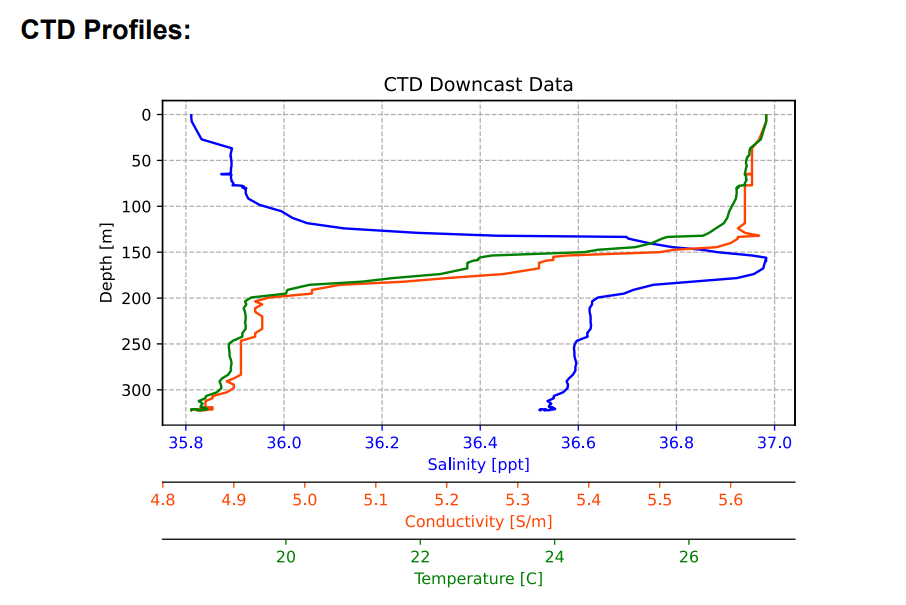 CTD Profiles:
CTD Downcast Data
Depth [m]
0
50
100
150
200
250
300
35.8 36.0 36.2 36.4 36.6 36.8 37.0
Salinity [ppt]
4.8 4.9 5.0 5.1 5.2 5.3 5.4 5.5 5.6
Conductivity [S/m]
20 22 24 26
Temperature [C]